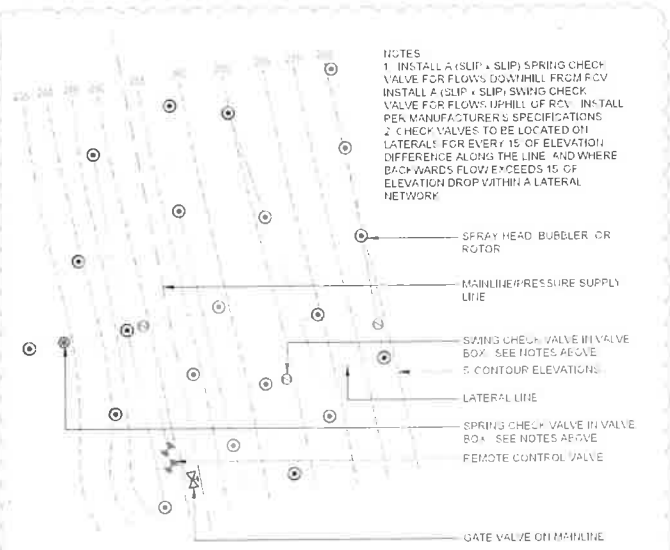 NOTES
1. INSTALL A (SLIP x SLIP) SPRING CHECK
VALVE FOR FLOWS DOWNHILL FROM RCV
INSTALL A (SLIP x SLIP) SWING CHECK
VALVE FOR FLOWS UPHILL OF RCV. INSTALL
PER MANUFACTURER'S SPECIFICATIONS
2. CHECK VALVES TO BE LOCATED ON
LATERALS FOR EVERY 15' OF ELEVATION
DIFFERENCE ALONG THE LINE AND WHERE
BACKWARDS FLOW EXCEEDS 15' OF
ELEVATION DROP WITHIN A LATERAL
NETWORK
SPRAY HEAD, BUBBLER, OR
ROTOR
MAINLINE/PRESSURE SUPPLY
LINE
SWING CHECK VALVE IN VALVE
BOX. SEE NOTES ABOVE
5' CONTOUR ELEVATIONS
LATERAL LINE
SPRING CHECK VALVE IN VALVE
BOX. SEE NOTES ABOVE
REMOTE CONTROL VALVE
GATE VALVE ON MAINLINE